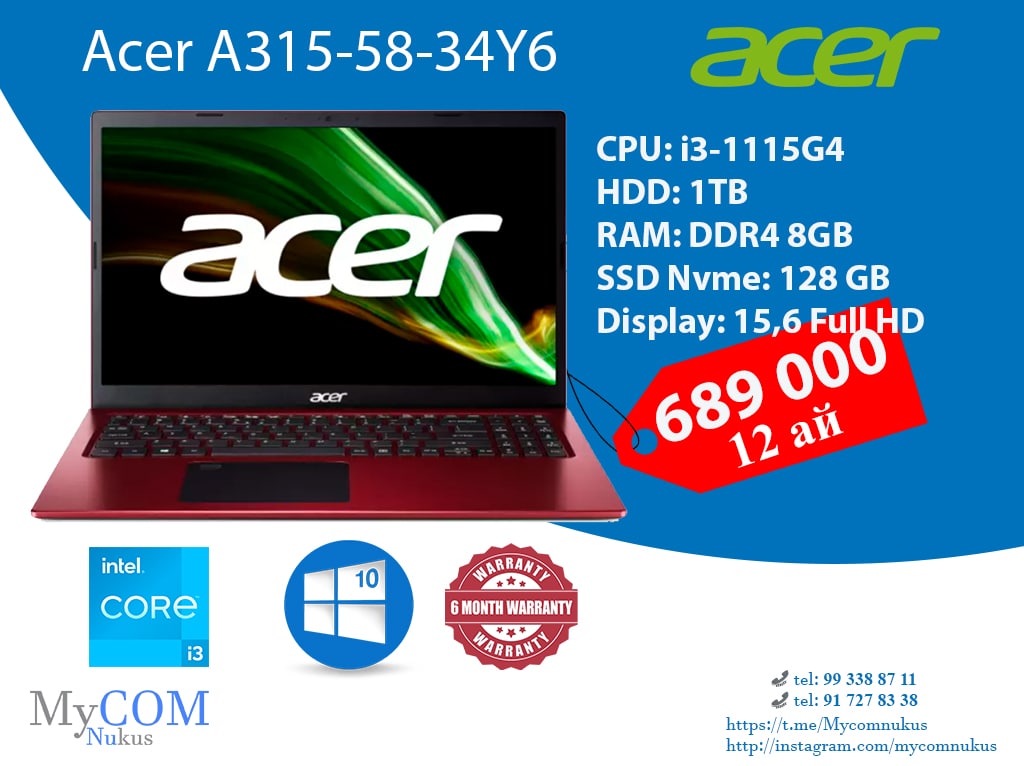 Acer A315-58-34Y6
acer
CPU: i3-1115G4
HDD: 1TB
RAM: DDR4 8GB
SSD Nvme: 128 GB
Display: 15,6 Full HD
689 000
12 ай
acer
acer
intel.
CORE
i3
10
WARRANTY
6 MONTH WARRANTY
WARRANTY
MyCOM
Nukus
tel: 99 338 87 11
tel: 91 727 83 38
https://t.me/Mycomnukus
http://instagram.com/mycomnukus